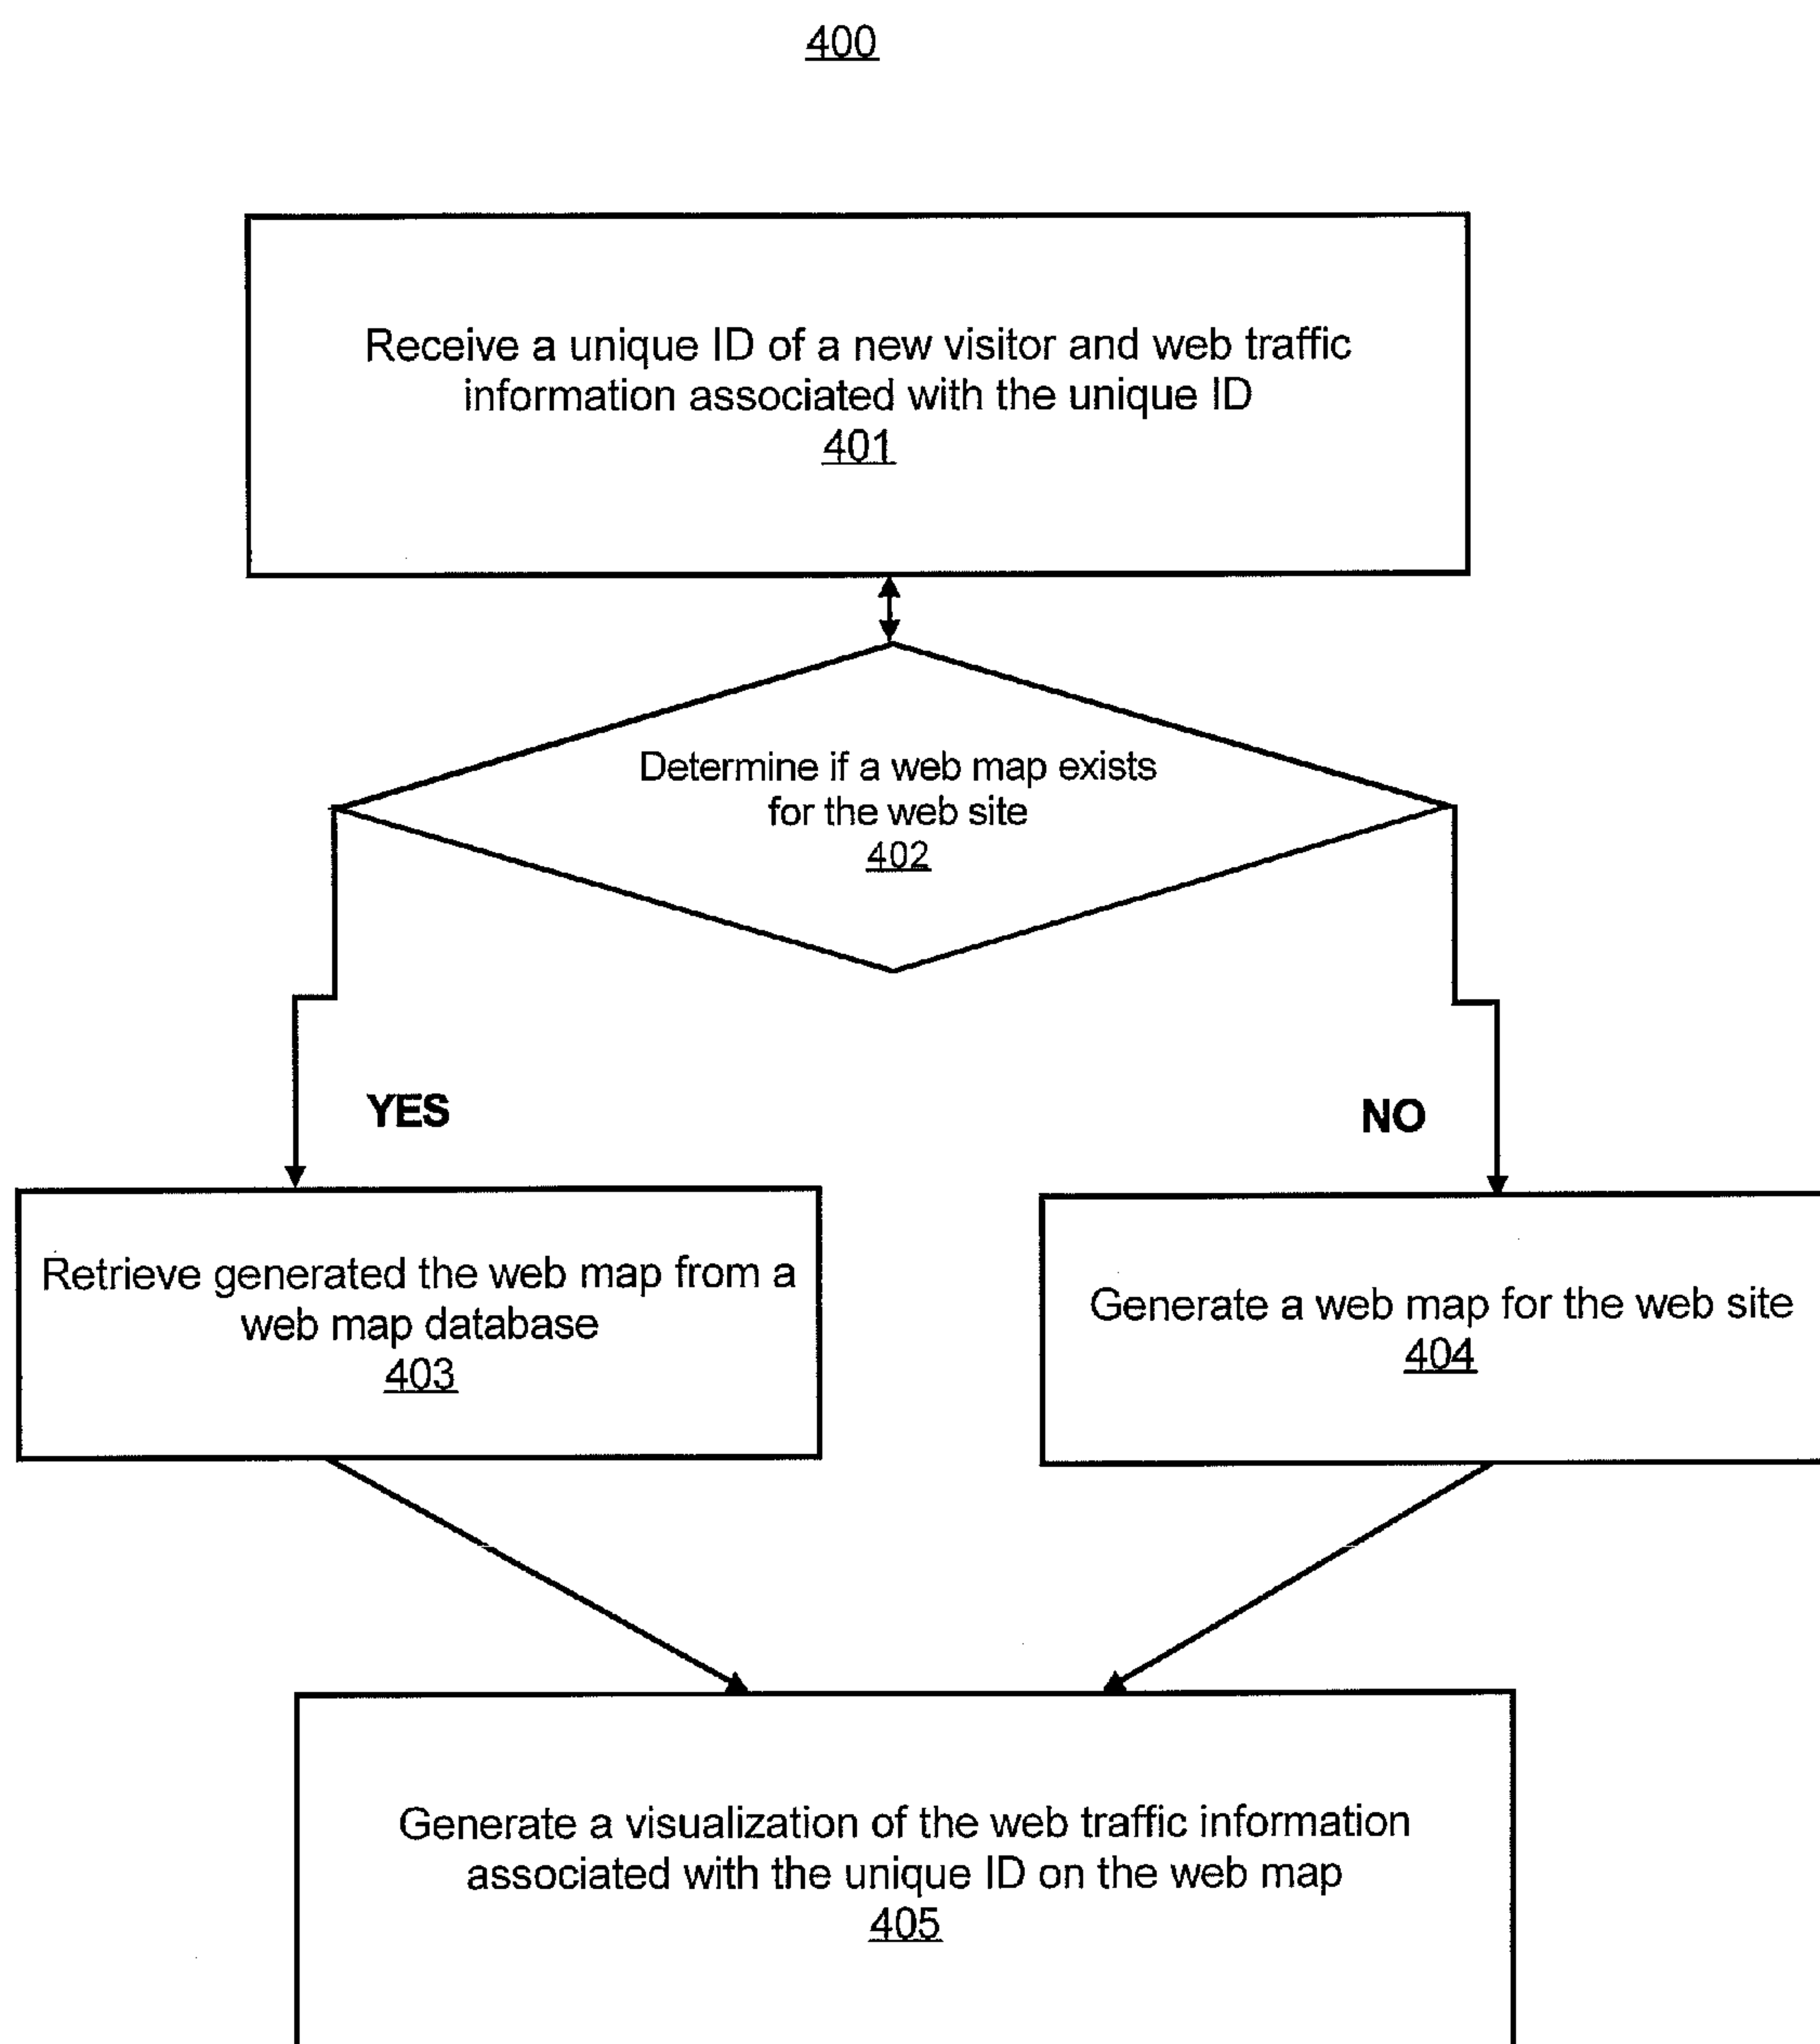 400
Receive a unique ID of a new visitor and web traffic
information associated with the unique ID
401
Determine if a web map exists
for the web site
402
YES
NO
Retrieve generated the web map from a
web map database
403
Generate a web map for the web site
404
Generate a visualization of the web traffic information
associated with the unique ID on the web map
405